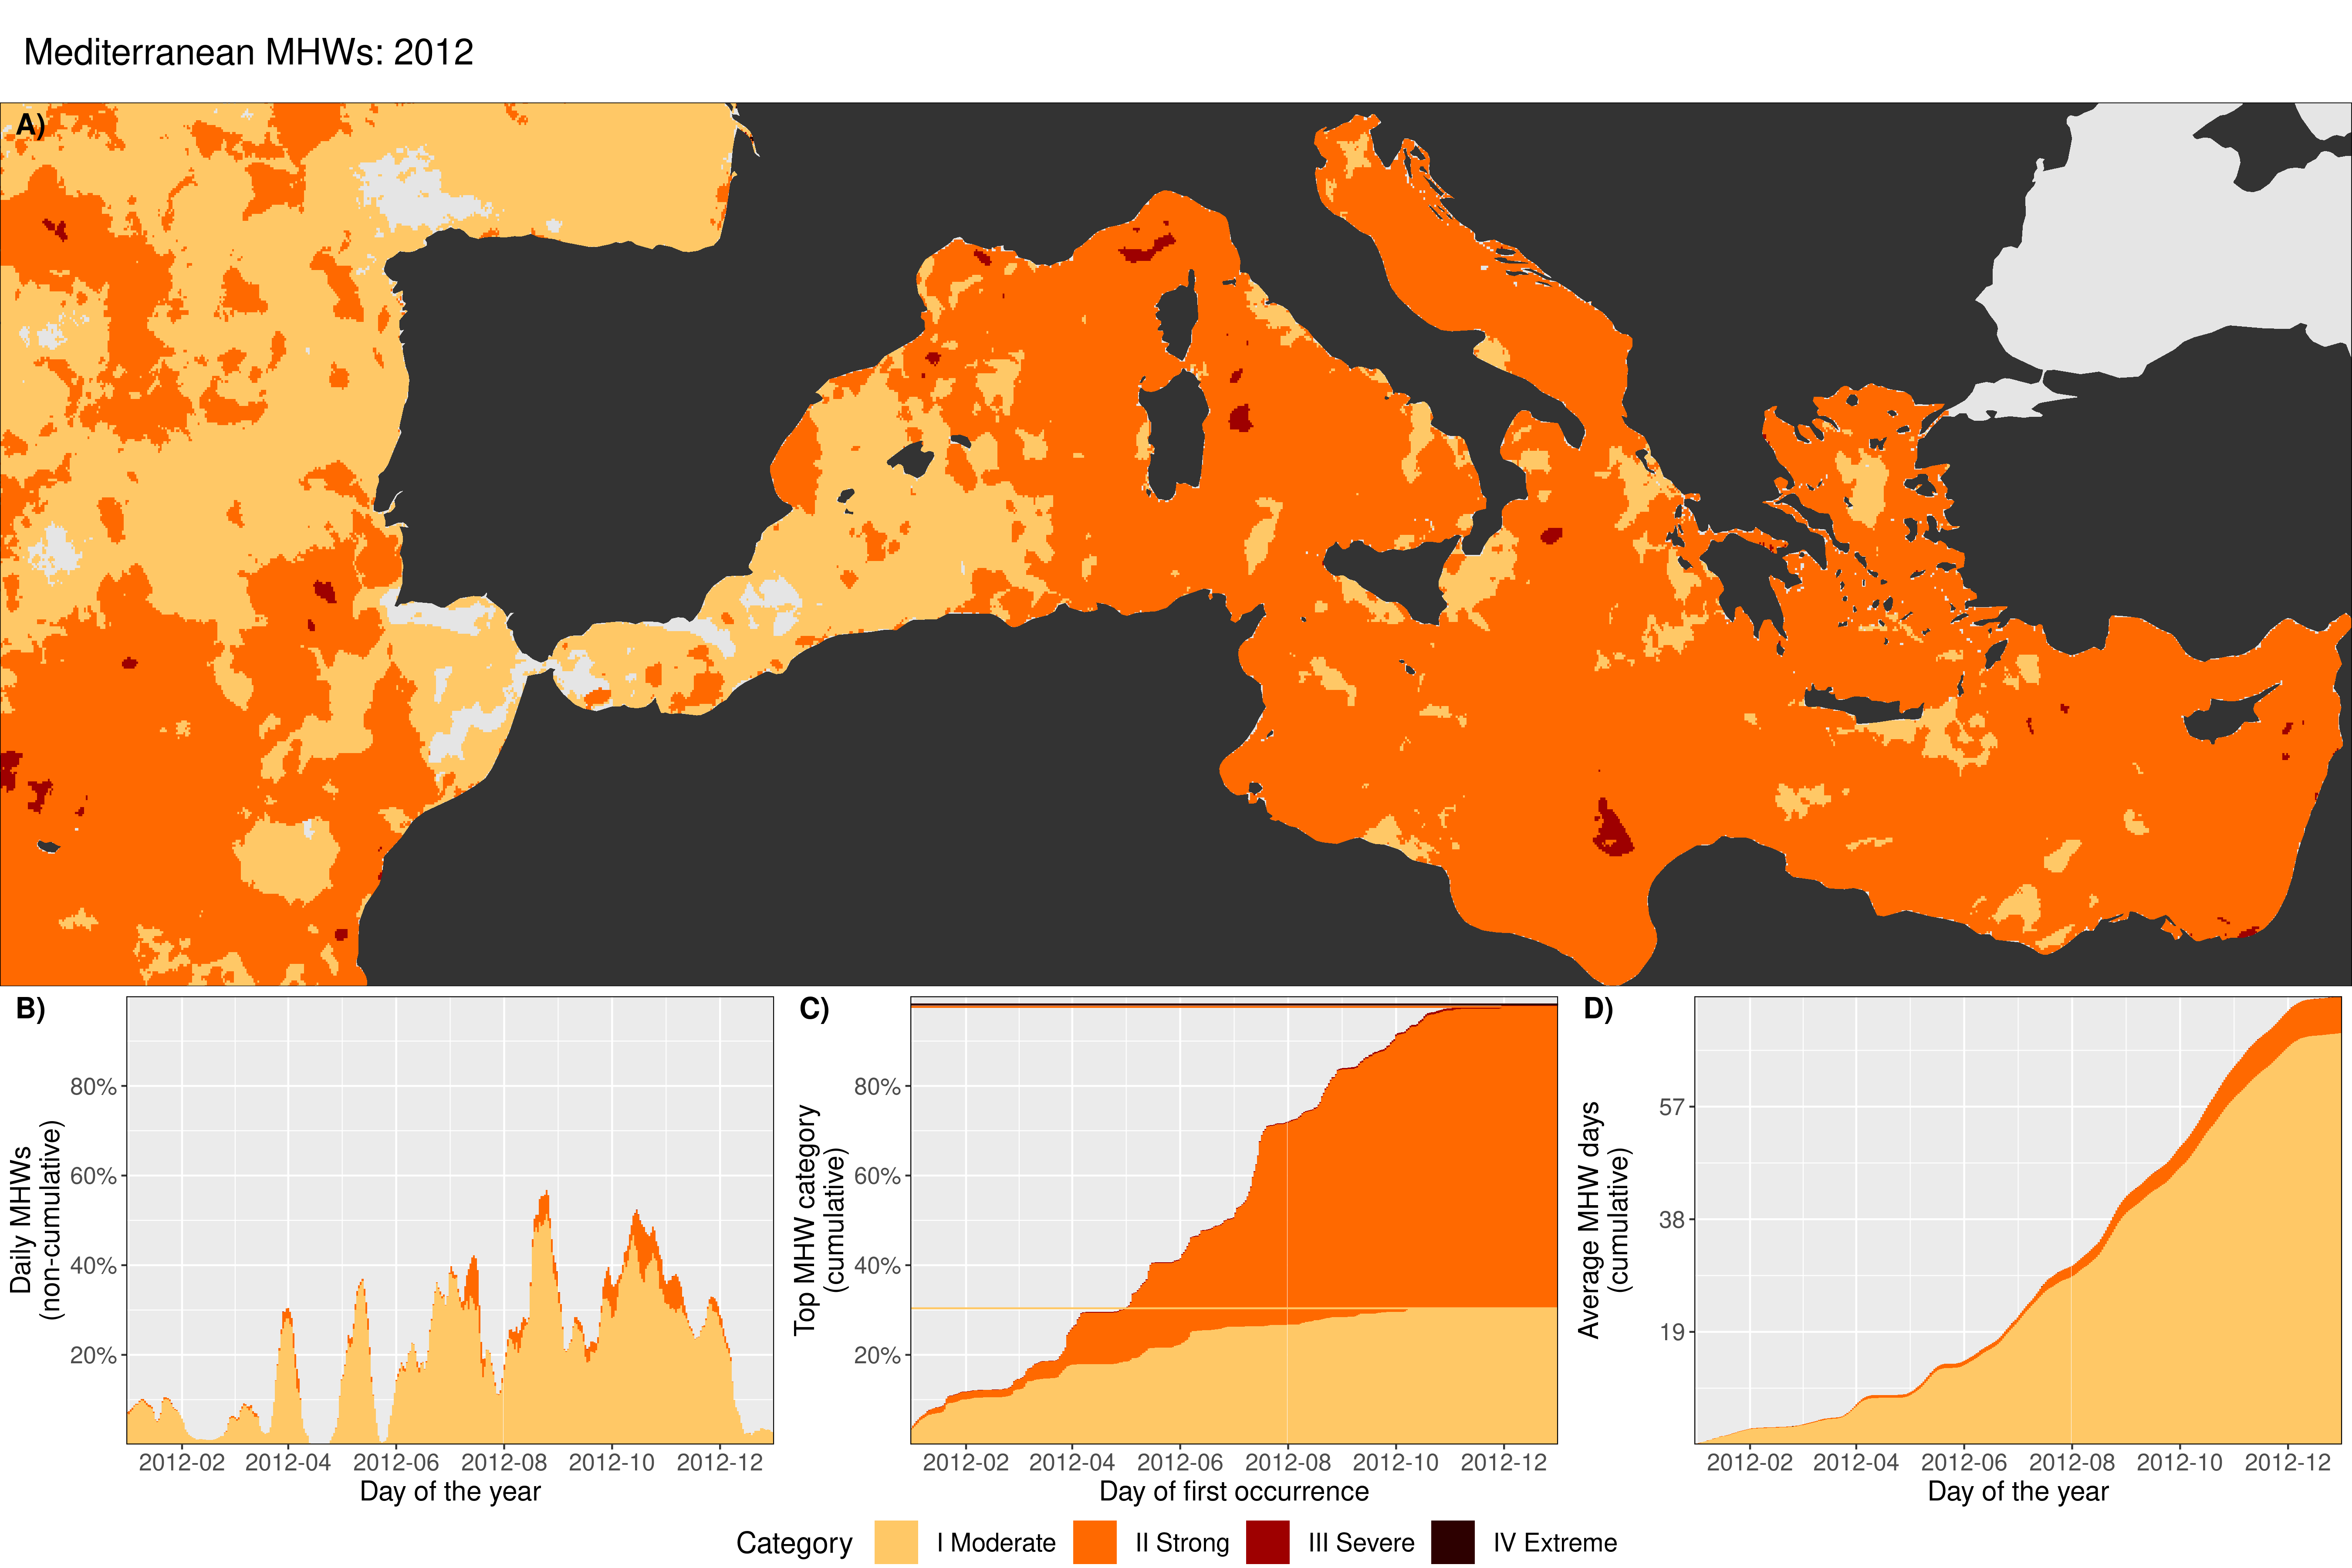 Mediterranean MHWs: 2012
A)
B)
Daily MHWs
(non-cumulative)
80%
60%
40%
20%
2012-02 2012-04 2012-06 2012-08 2012-10 2012-12
Day of the year
C)
Top MHW category
(cumulative)
80%
60%
40%
20%
2012-02 2012-04 2012-06 2012-08 2012-10 2012-12
Day of first occurrence
D)
Average MHW days
(cumulative)
57
38
19
2012-02 2012-04 2012-06 2012-08 2012-10 2012-12
Day of the year
Category I Moderate II Strong III Severe IV Extreme